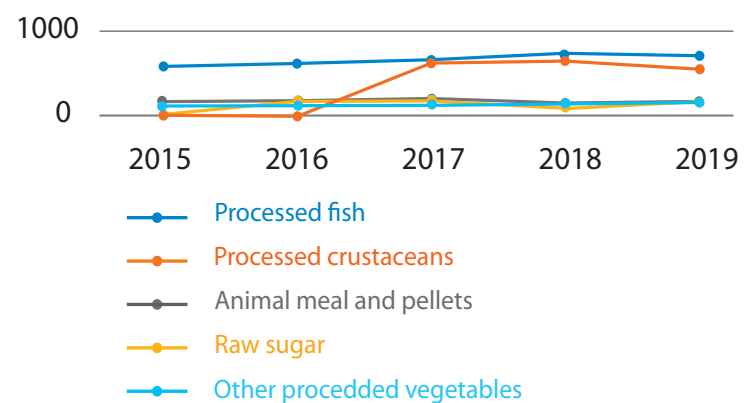 1000
0
2015 2016 2017 2018 2019
Processed fish
Processed crustaceans
Animal meal and pellets
Raw sugar
Other procedded vegetables